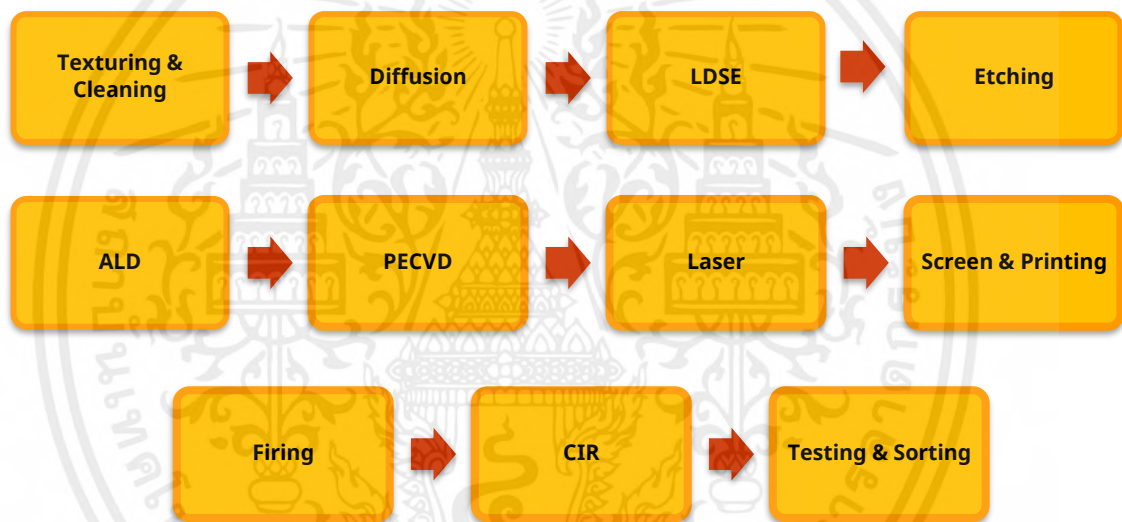 Texturing &
Cleaning
Diffusion
LDSE
Etching
ALD
PECVD
Laser
Screen & Printing
Firing
CIR
Testing & Sorting